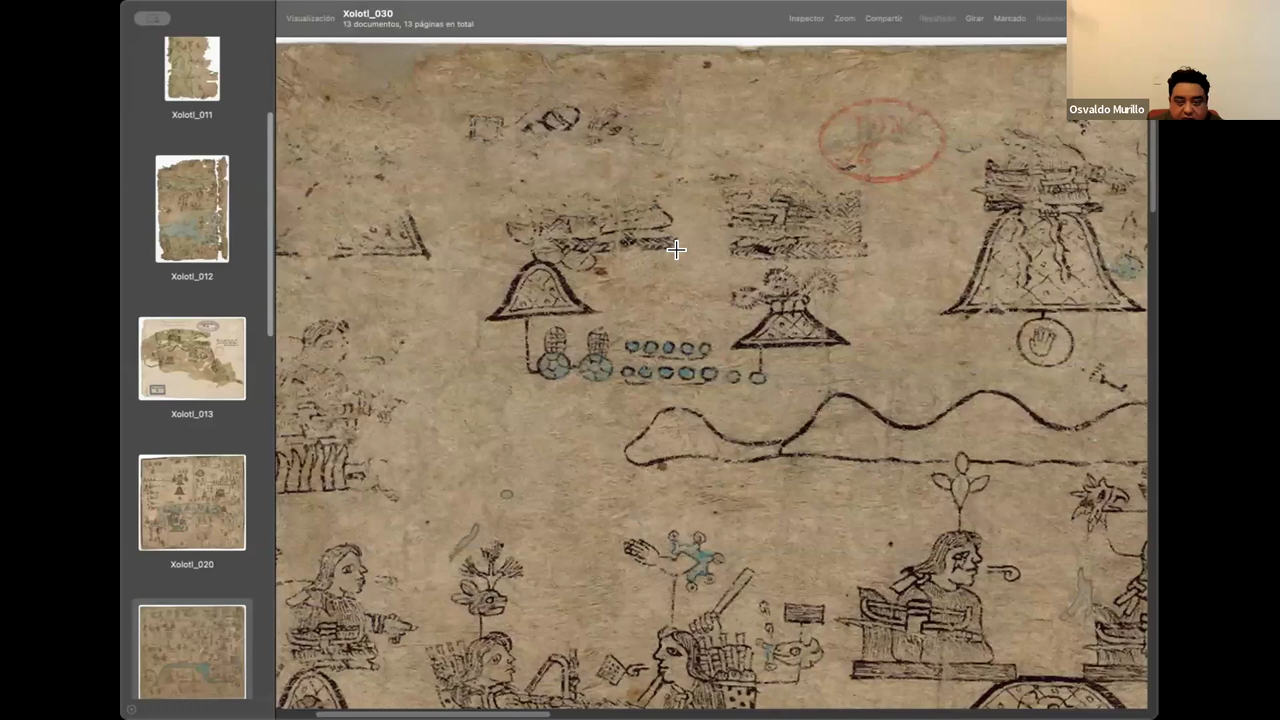 Visualización
Xolotl_030
13 documentos, 13 páginas en total
Inspector
Zoom
Compartir
Resaltado
Girar
Marcado
Osvaldo Murillo
Xolotl_011
Xolotl_012
Xolotl_013
Xolotl_020